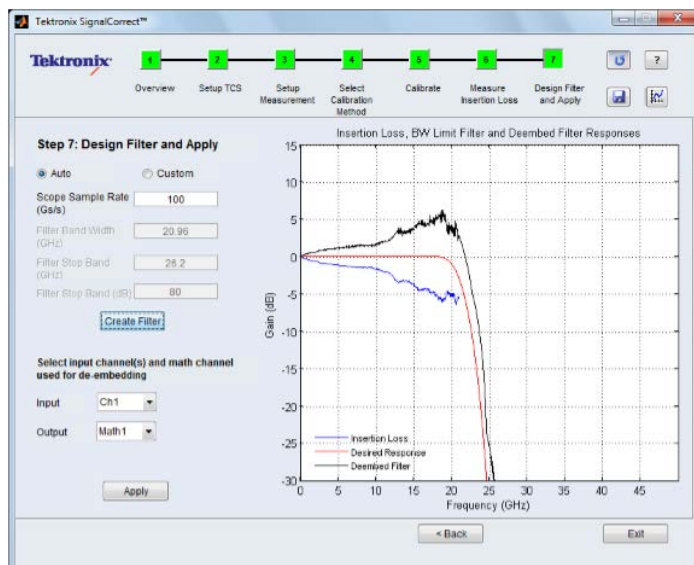 Tektronix SignalCorrect™
Tektronix
1
2
3
4
5
6
7
?
Overview
Setup TCS
Setup
Measurement
Select
Calibration
Method
Calibrate
Measure
Insertion Loss
Design Filter
and Apply
Step 7: Design Filter and Apply
Auto
Custom
Scope Sample Rate
(Gs/s)
100
Filter Band Width
(GHz)
20.96
Filter Stop Band
(GHz)
26.2
Filter Stop Band (dB)
80
Create Filter
Select input channel(s) and math channel
used for de-embedding
Input
Ch1
Output
Math1
Apply
Insertion Loss, BW Limit Filter and Deembed Filter Responses
15
10
5
0
-5
-10
-15
-20
-25
-30
Gain (dB)
Insertion Loss
Desired Response
Deembed Filter
0
5
10
15
20
25
30
35
40
45
Frequency (GHz)
< Back
Exit